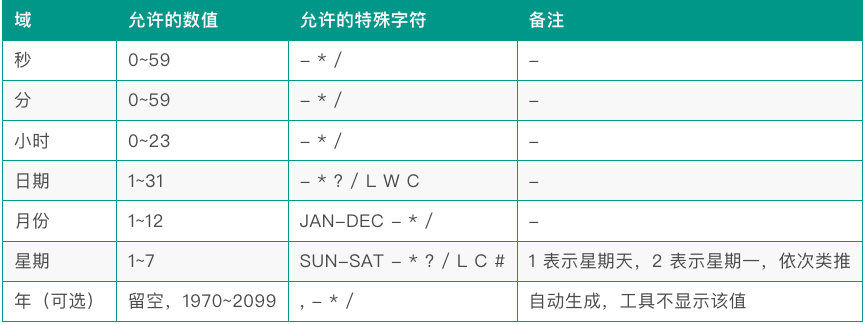 域 允许的数值 允许的特殊字符 备注
秒 0~59 – * / –
分 0~59 – * / –
小时 0~23 – * / –
日期 1~31 – * ? / L W C –
月份 1~12 JAN–DEC – * / –
星期 1~7 SUN–SAT – * ? / L C # 1 表示星期天，2 表示星期一，依次类推
年（可选） 留空，1970~2099 , – * / 自动生成，工具不显示该值